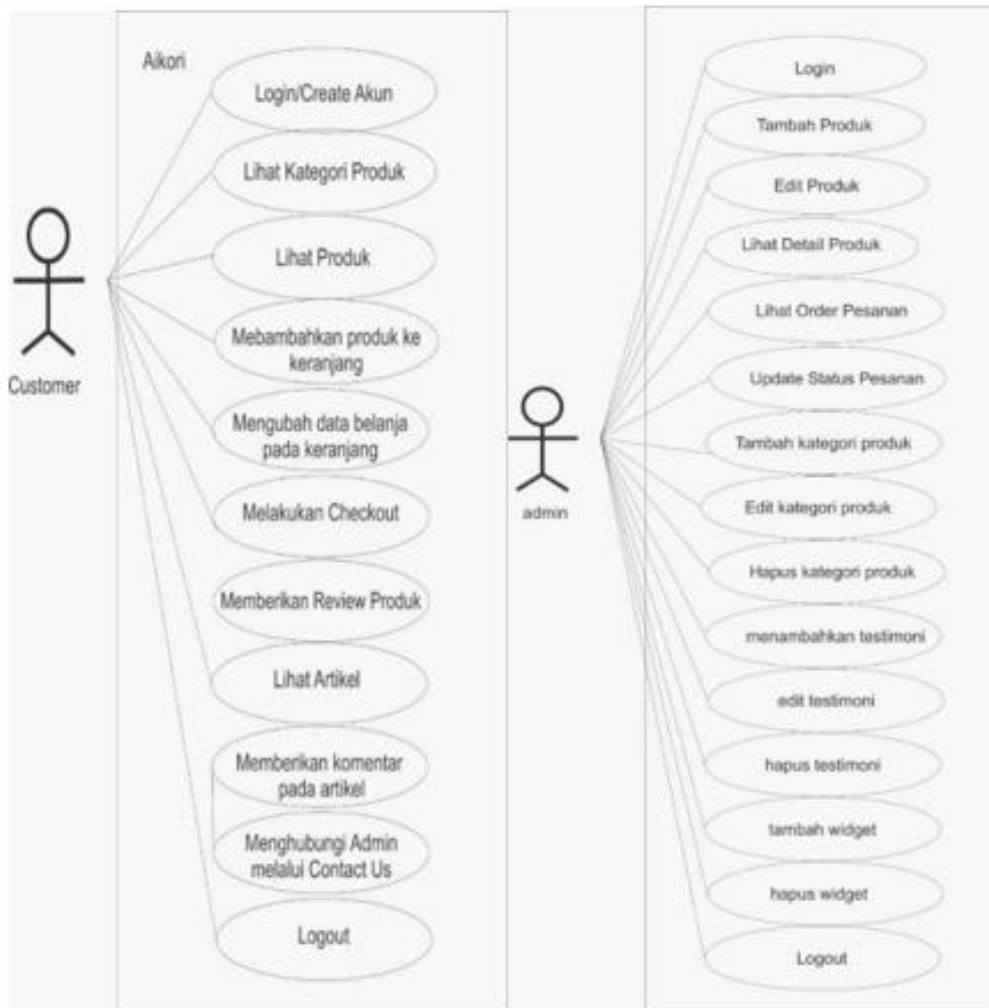 Aikori
Login/Create Akun
Lihat Kategori Produk
Lihat Produk
Mebambahkan produk ke
keranjang
Mengubah data belanja
pada keranjang
Melakukan Checkout
Memberikan Review Produk
Lihat Artikel
Memberikan komentar
pada artikel
Menghubungi Admin
melalui Contact Us
Logout
Customer
Login
Tambah Produk
Edit Produk
Lihat Detail Produk
Lihat Order Pesanan
Update Status Pesanan
Tambah kategori produk
Edit kategori produk
Hapus kategori produk
menambahkan testimoni
edit testimoni
hapus testimoni
tambah widget
hapus widget
Logout
admin